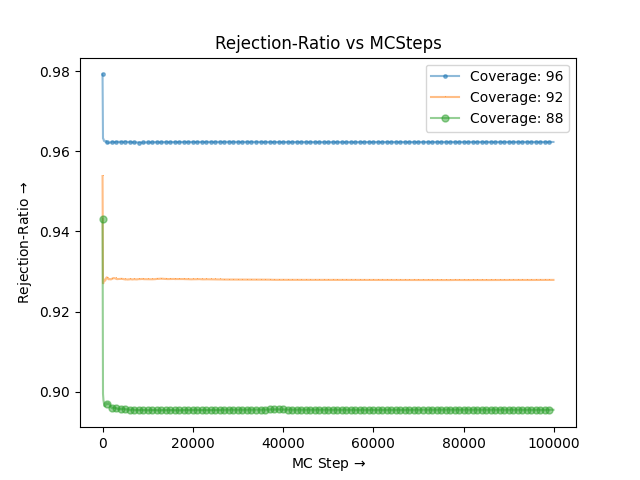 Rejection-Ratio vs MCSteps
Coverage: 96
Coverage: 92
Coverage: 88
0.98
0.96
0.94
0.92
0.90
Rejection-Ratio →
0
20000
40000
60000
80000
100000
MC Step →